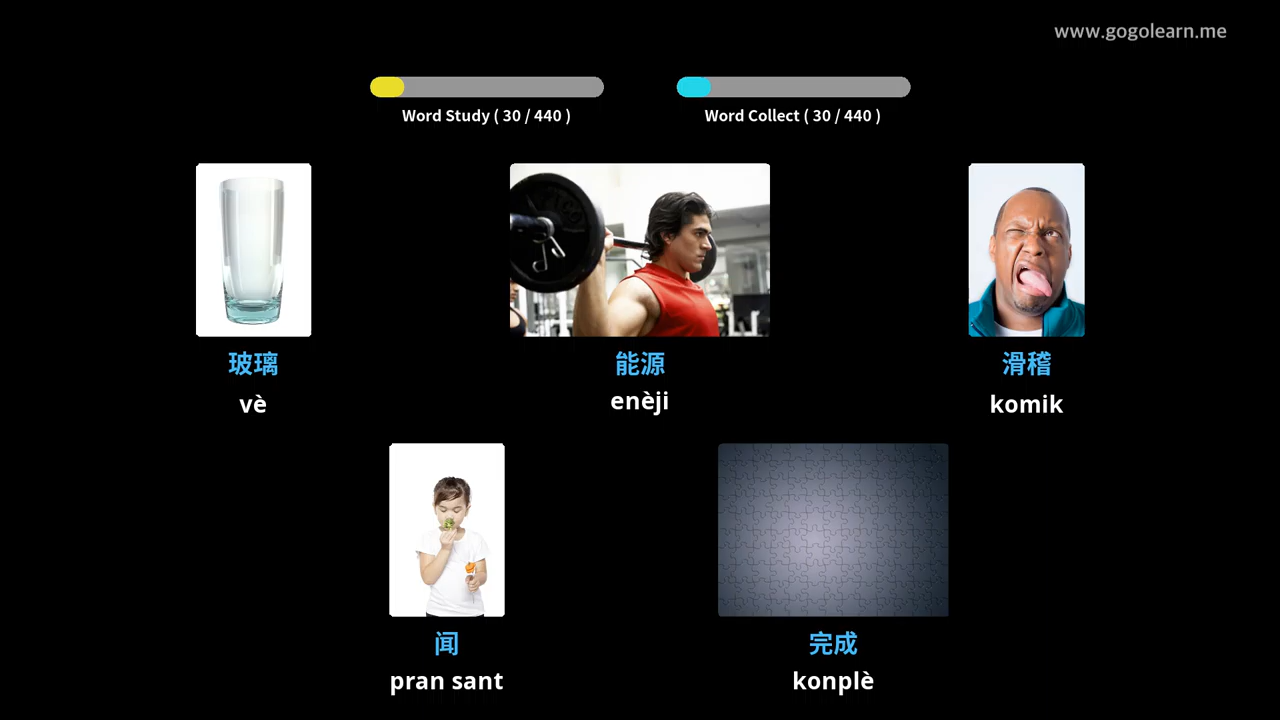 www.gogolearn.me
Word Study ( 30 / 440 )
Word Collect ( 30 / 440 )
玻璃
vè
能源
enèji
滑稽
komik
闻
pran sant
完成
konplè